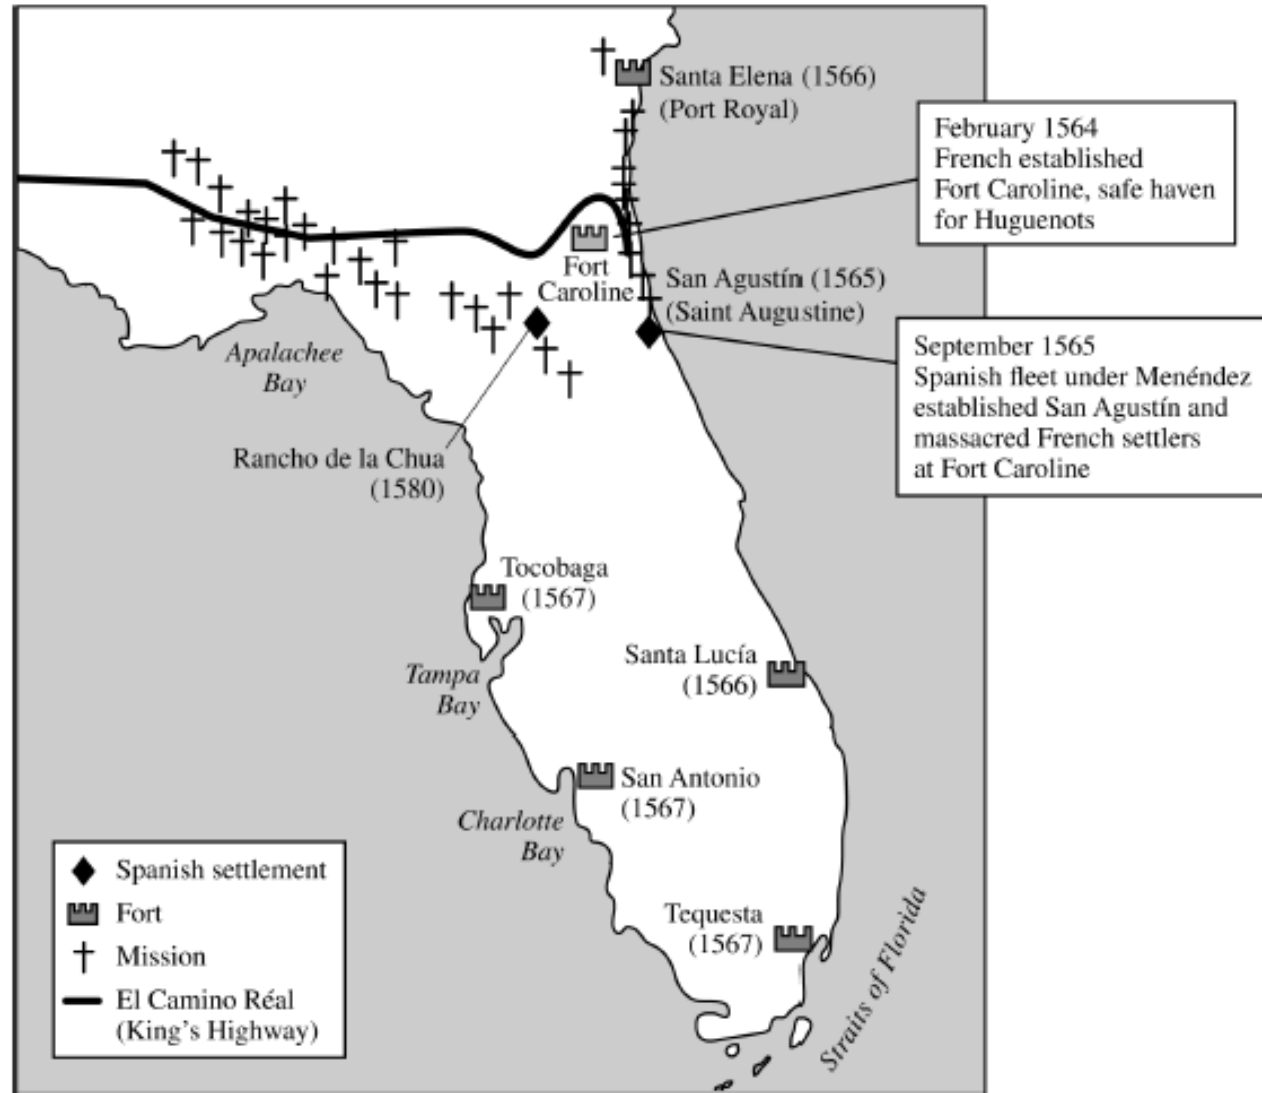 Santa Elena (1566)
(Port Royal)
February 1564
French established
Fort Caroline, safe haven
for Huguenots
Fort
Caroline
San Agustín (1565)
(Saint Augustine)
September 1565
Spanish fleet under Menéndez
established San Agustín and
massacred French settlers
at Fort Caroline
Apalachee
Bay
Rancho de la Chua
(1580)
Tocobaga
(1567)
Tampa
Bay
Santa Lucía
(1566)
San Antonio
(1567)
Charlotte
Bay
Tequesta
(1567)
Straits of Florida
Spanish settlement
Fort
Mission
El Camino Réal
(King's Highway)